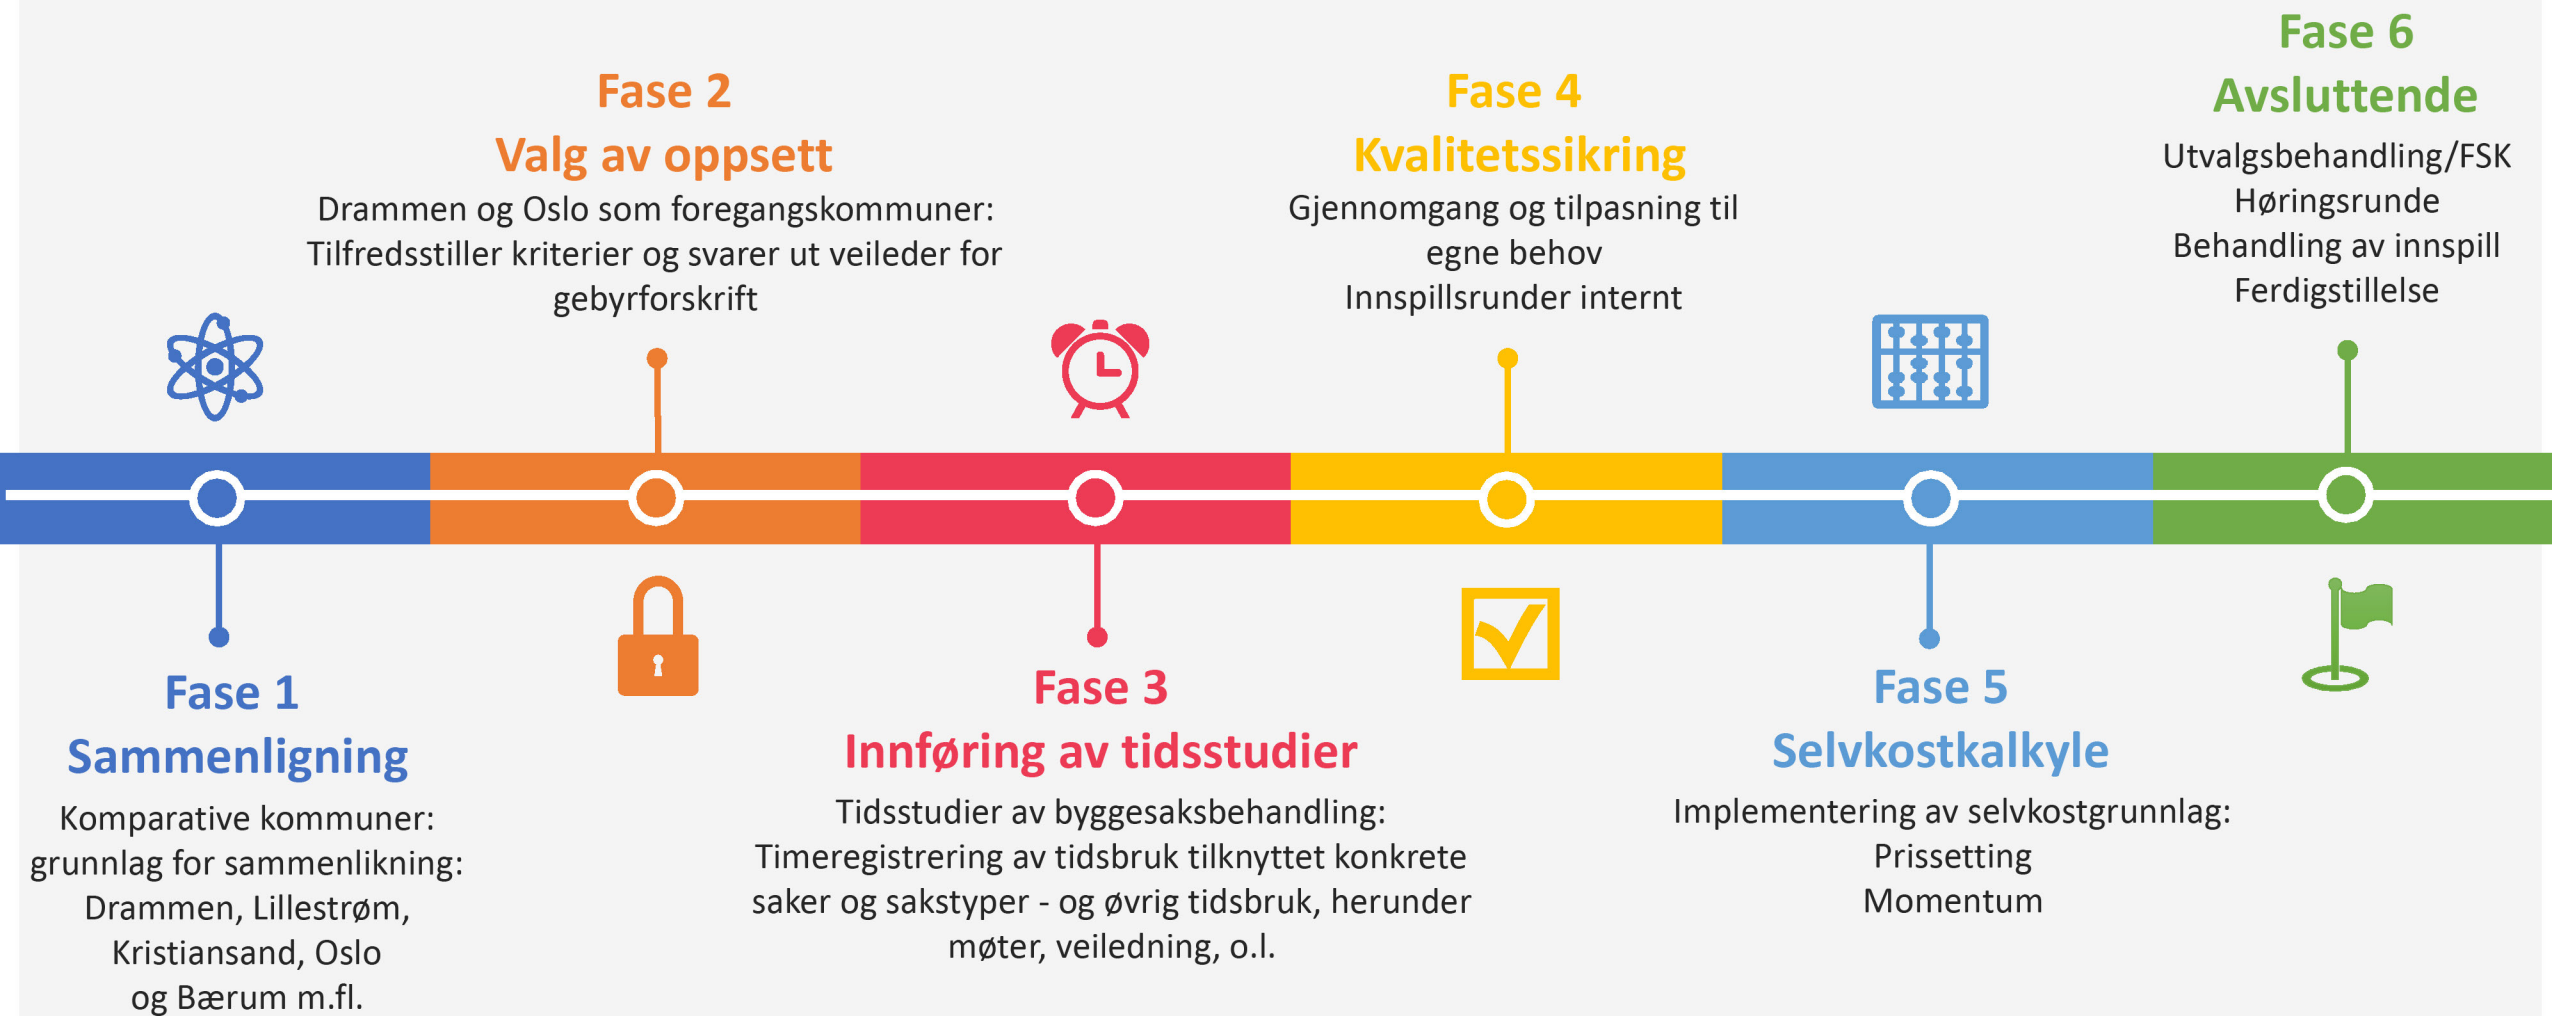 Fase 1
Sammenligning
Komparative kommuner:
grunnlag for sammenlikning:
Drammen, Lillestrøm,
Kristiansand, Oslo
og Bærum m.fl.
Fase 2
Valg av oppsett
Drammen og Oslo som foregangskommuner:
Tilfredsstiller kriterier og svarer ut veileder for
gebyrforskrift
Fase 3
Innføring av tidsstudier
Tidsstudier av byggesaksbehandling:
Timeregistrering av tidsbruk tilknyttet konkrete
saker og sakstyper - og øvrig tidsbruk, herunder
møter, veiledning, o.l.
Fase 4
Kvalitetssikring
Gjennomgang og tilpasning til
egne behov
Innspillsrunder internt
Fase 5
Selvkostkalkyle
Implementering av selvkostgrunnlag:
Prissetting
Momentum
Fase 6
Avsluttende
Utvalgsbehandling/FSK
Høringsrunde
Behandling av innspill
Ferdigstillelse